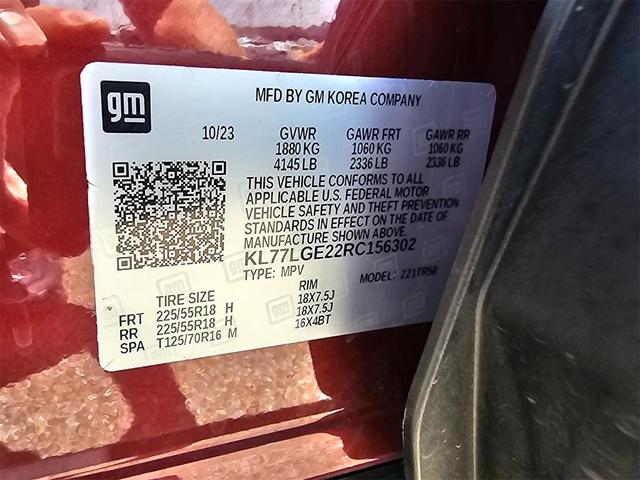 gm
MFD BY GM KOREA COMPANY
10/23 GVWR GAWR FRT GAWR RR
1880 KG 1060 KG 1060 KG
4145 LB 2336 LB 2336 LB
THIS VEHICLE CONFORMS TO ALL
APPLICABLE U.S. FEDERAL MOTOR
VEHICLE SAFETY AND THEFT PREVENTION
STANDARDS IN EFFECT ON THE DATE OF
MANUFACTURE SHOWN ABOVE.
KL77LGE22RC156302
TYPE: MPV MODEL: 221TR58
TIRE SIZE RIM
FRT 225/55R18 H 18X7.5J
RR 225/55R18 H 18X7.5J
SPA T125/70R16 M 16X4BT